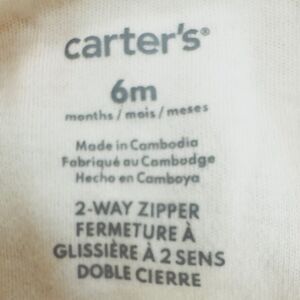 carter's®
6m
months / mois / meses
Made in Cambodia
Fabriqué au Cambodge
Hecho en Camboya
2-WAY ZIPPER
FERMETURE À
GLISSIÈRE À 2 SENS
DOBLE CIERRE